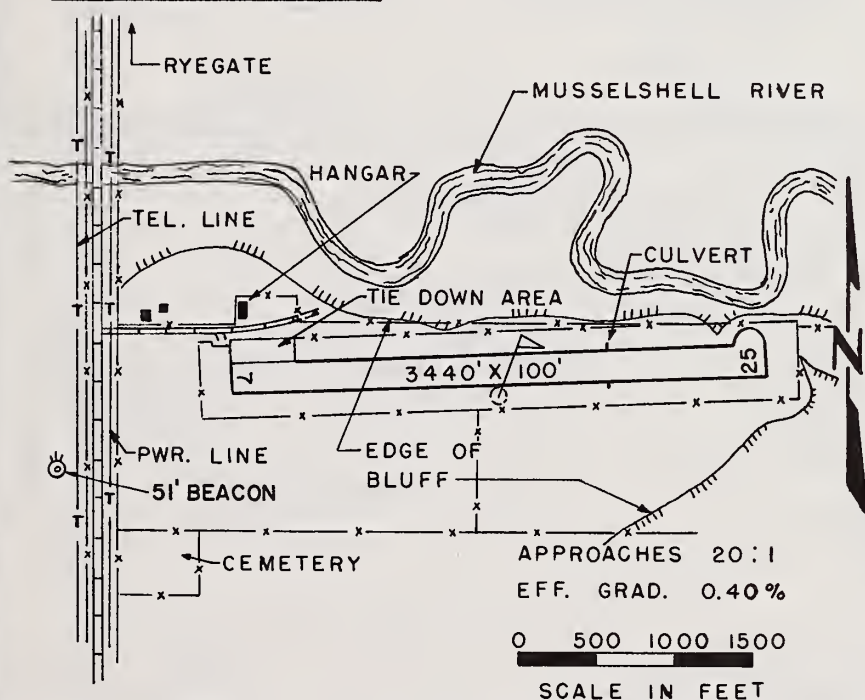 RYEGATE
MUSSELSHELL RIVER
HANGAR
TEL. LINE
CULVERT
TIE DOWN AREA
T
T
T
T
N
7
3440' X 100'
25
PWR. LINE
EDGE OF
BLUFF
51' BEACON
T
T
CEMETERY
APPROACHES 20:1
EFF. GRAD. 0.40%
0 500 1000 1500
SCALE IN FEET